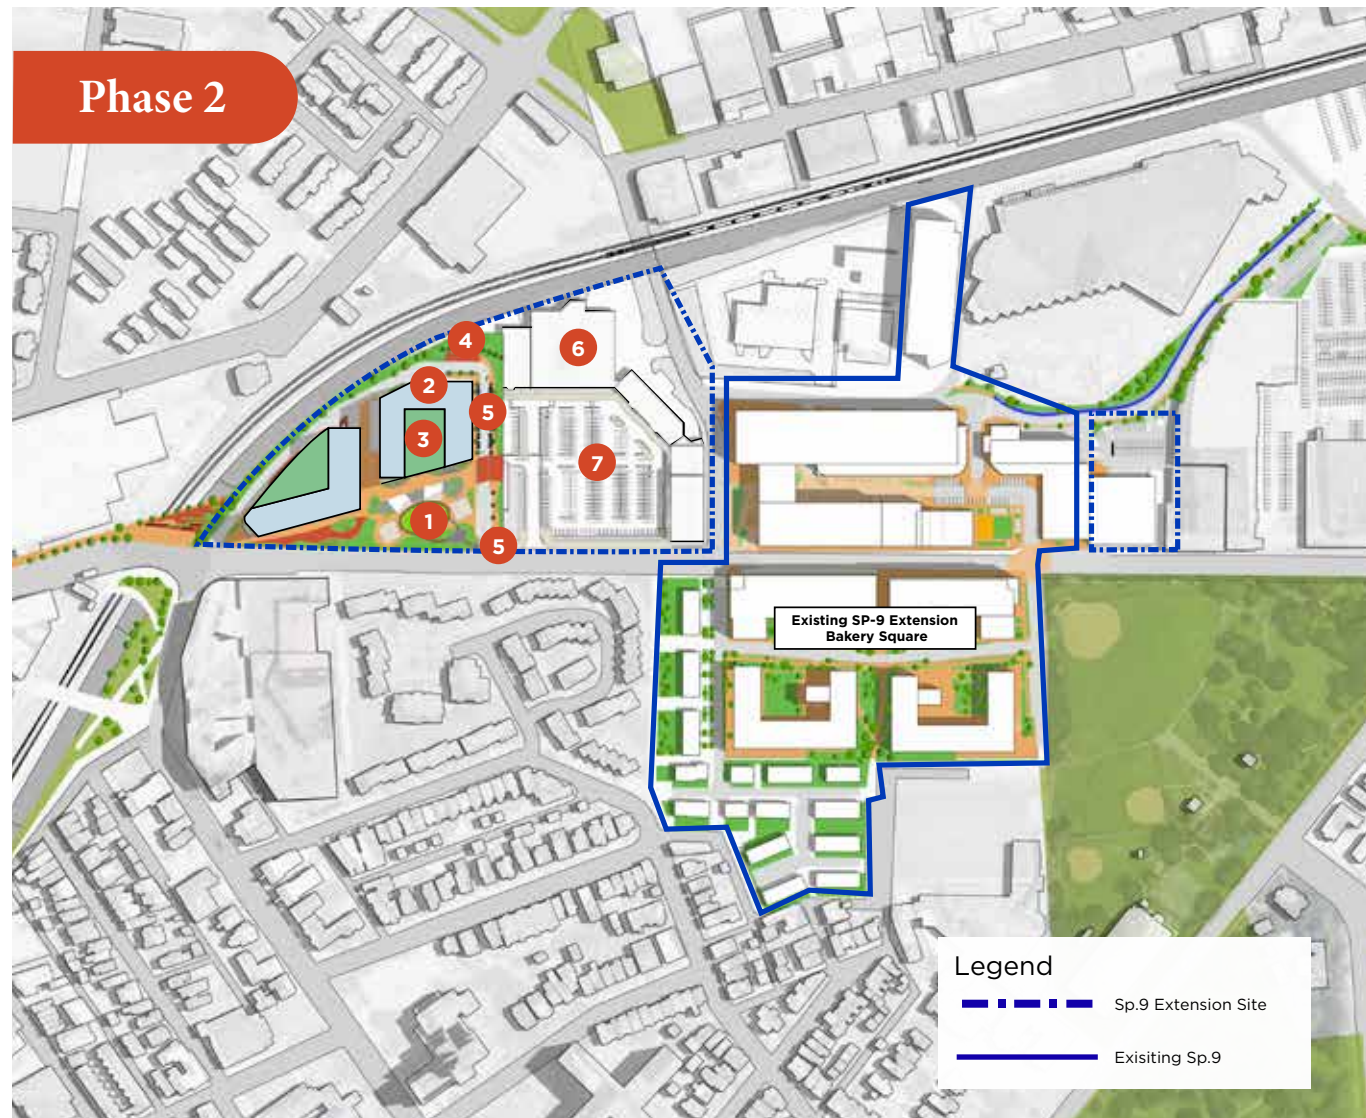 Phase 2
4
6
2
5
3
7
1
5
Existing SP-9 Extension
Bakery Square
Legend
Sp.9 Extension Site
Exisiting Sp.9